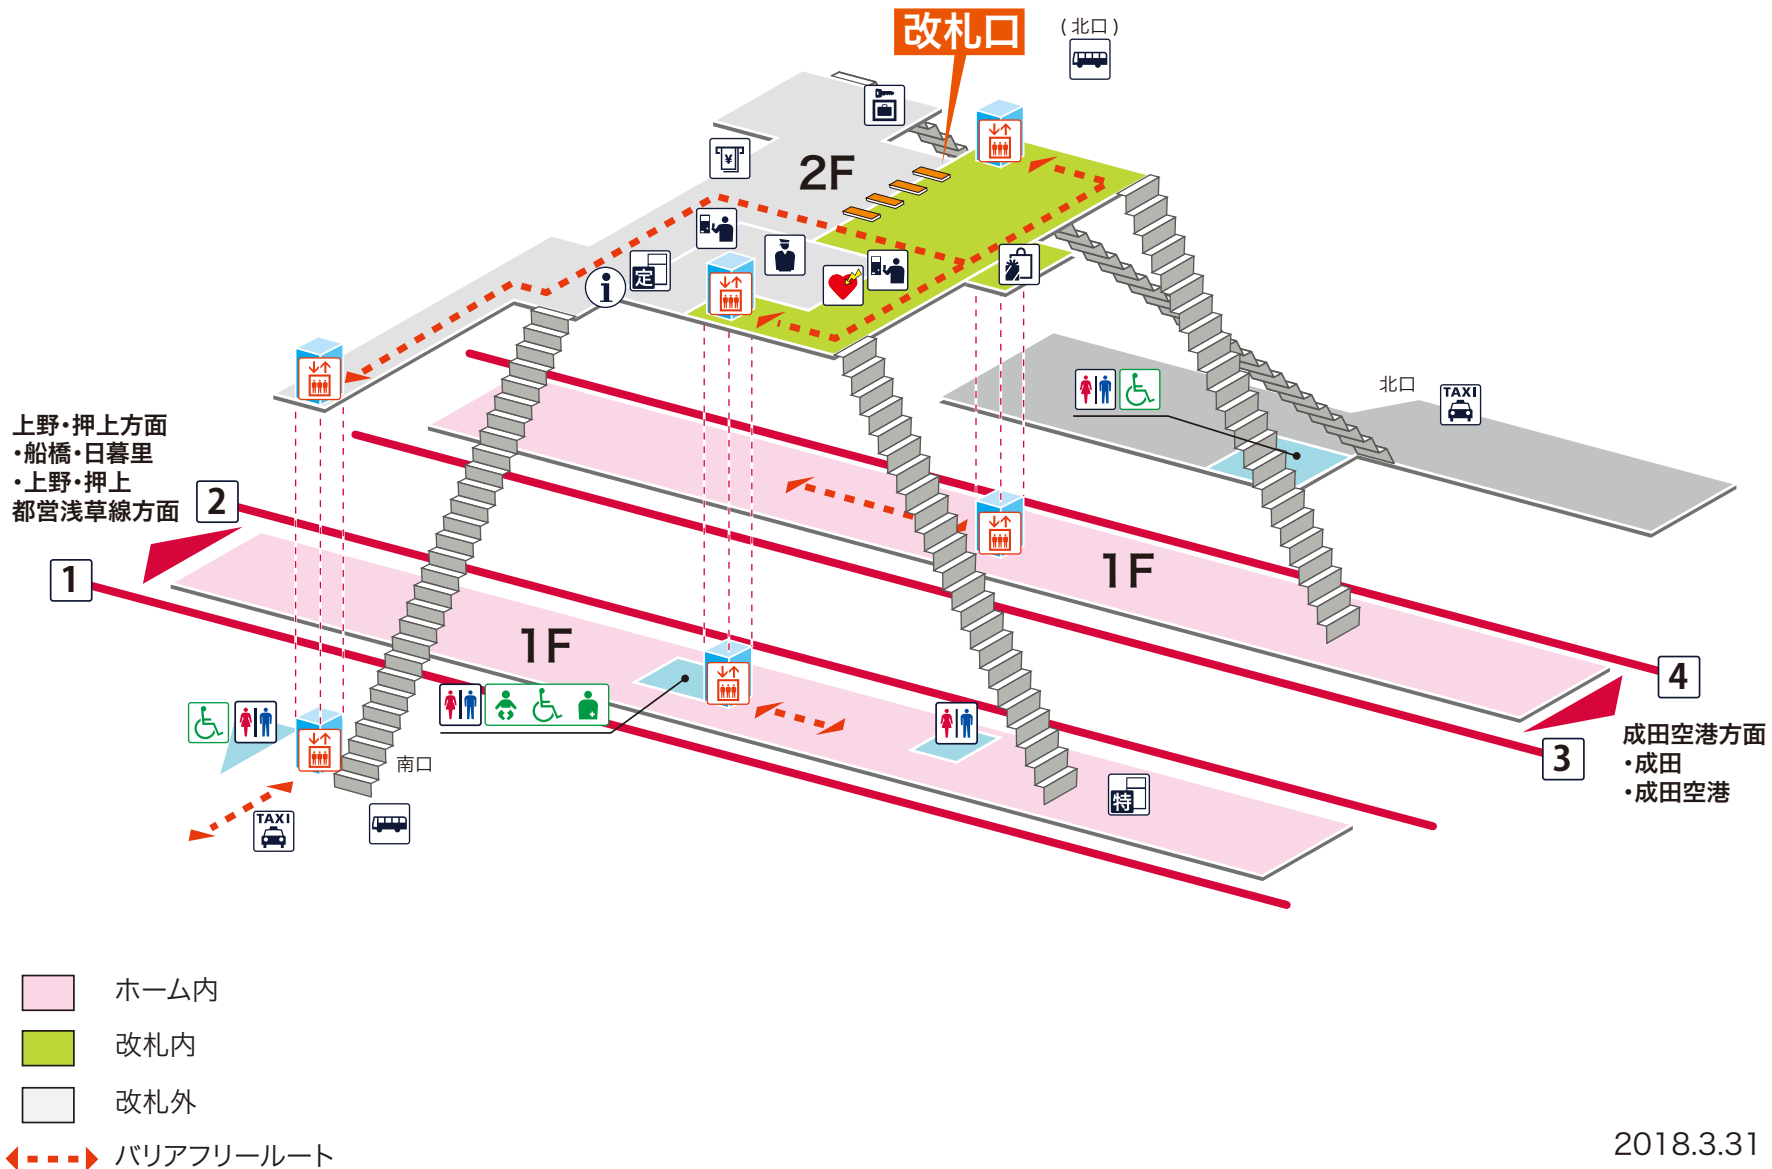 改札口
(北口)
2F
¥
定
i
北口
TAXI
上野・押上方面
・船橋・日暮里
・上野・押上
都営浅草線方面
2
1
1F
1F
4
3
成田空港方面
・成田
・成田空港
南口
TAXI
特
ホーム内
改札内
改札外
バリアフリールート
2018.3.31